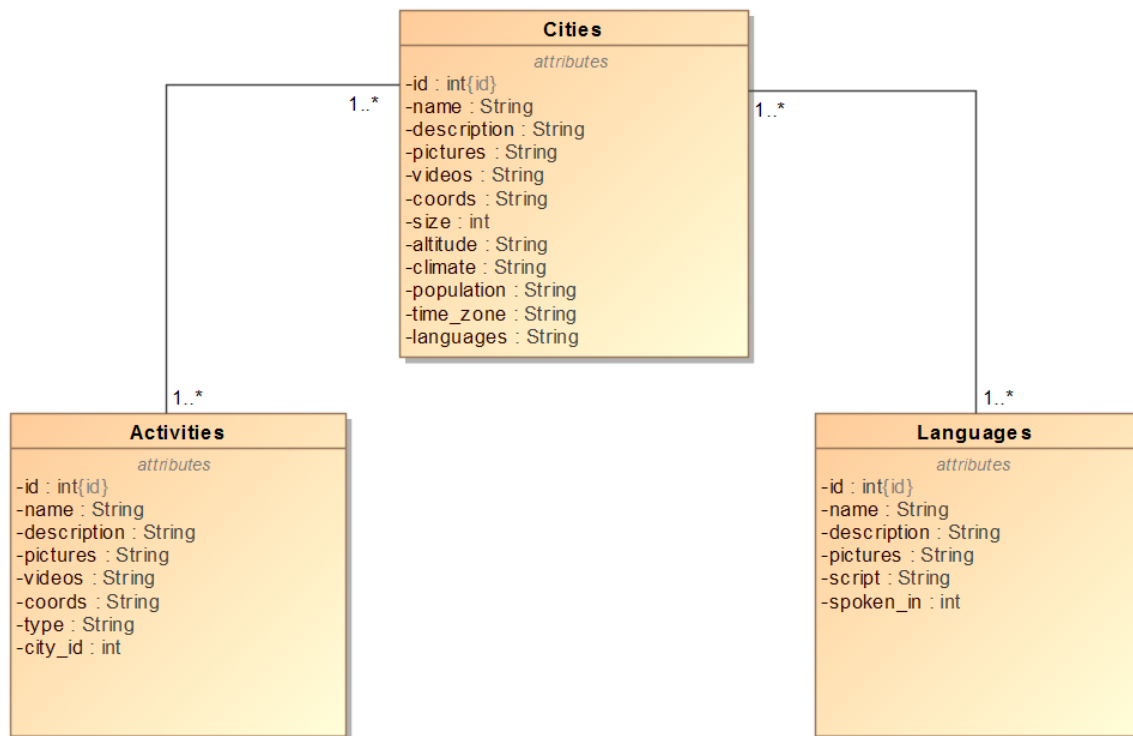 Cities
attributes
-id : int{id}
-name : String
-description : String
-pictures : String
-videos : String
-coords : String
-size : int
-altitude : String
-climate : String
-population : String
-time_zone : String
-languages : String
1..*
1..*
1..*
1..*
Activities
attributes
-id : int{id}
-name : String
-description : String
-pictures : String
-videos : String
-coords : String
-type : String
-city_id : int
Languages
attributes
-id : int{id}
-name : String
-description : String
-pictures : String
-script : String
-spoken_in : int